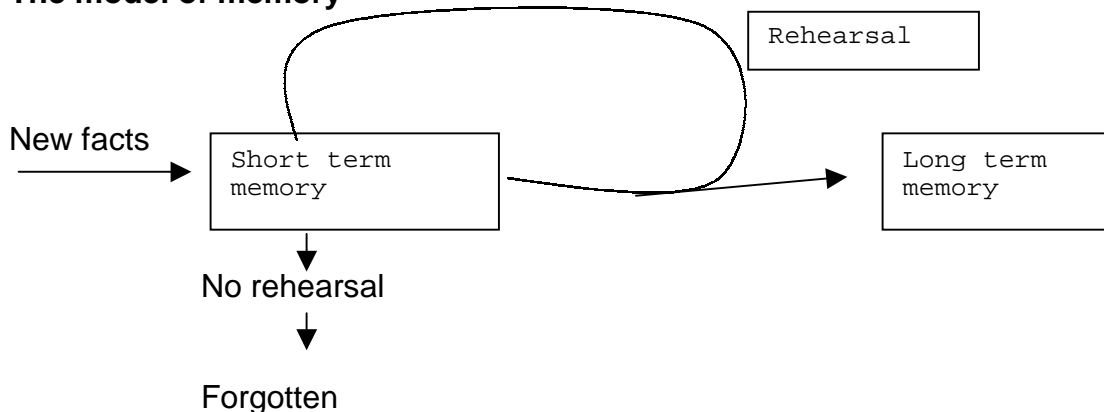 The model of memory
Rehearsal
New facts
Short term
memory
Long term
memory
No rehearsal
Forgotten